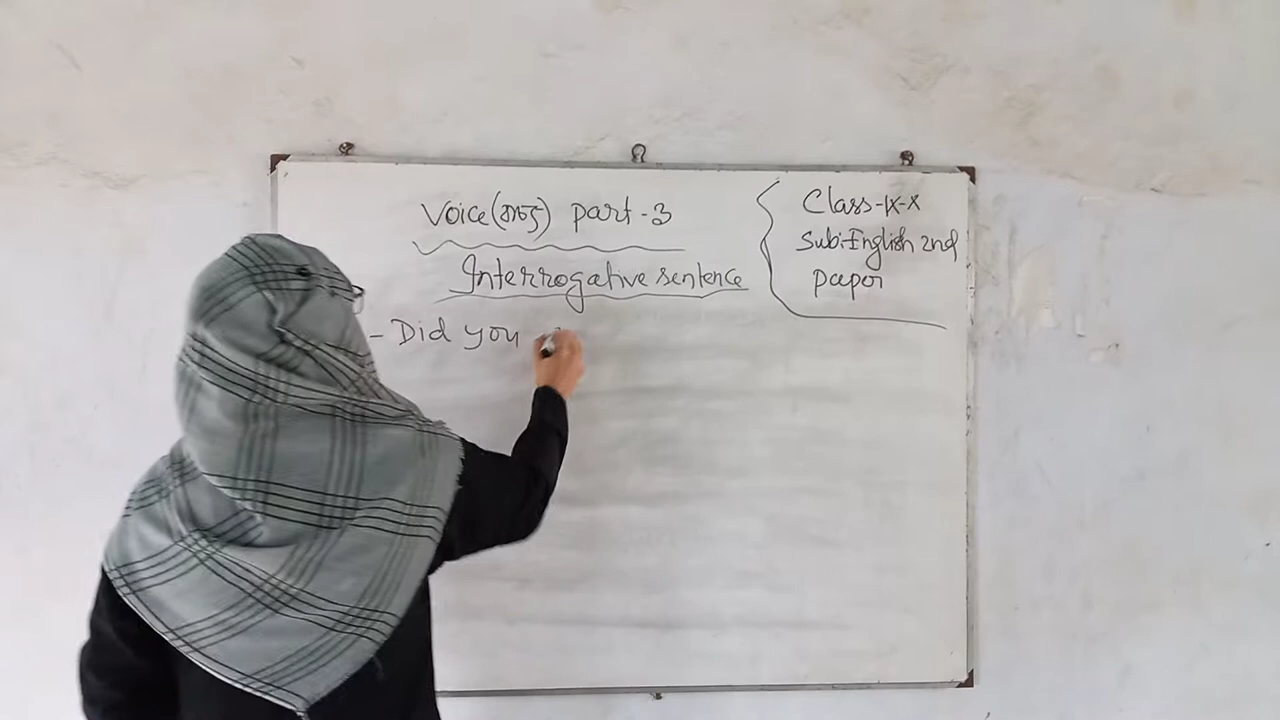 Voice(বাচ্য) part-3
Interrogative sentence
- Did you
Class-IX-X
Sub:-English 2nd
paper